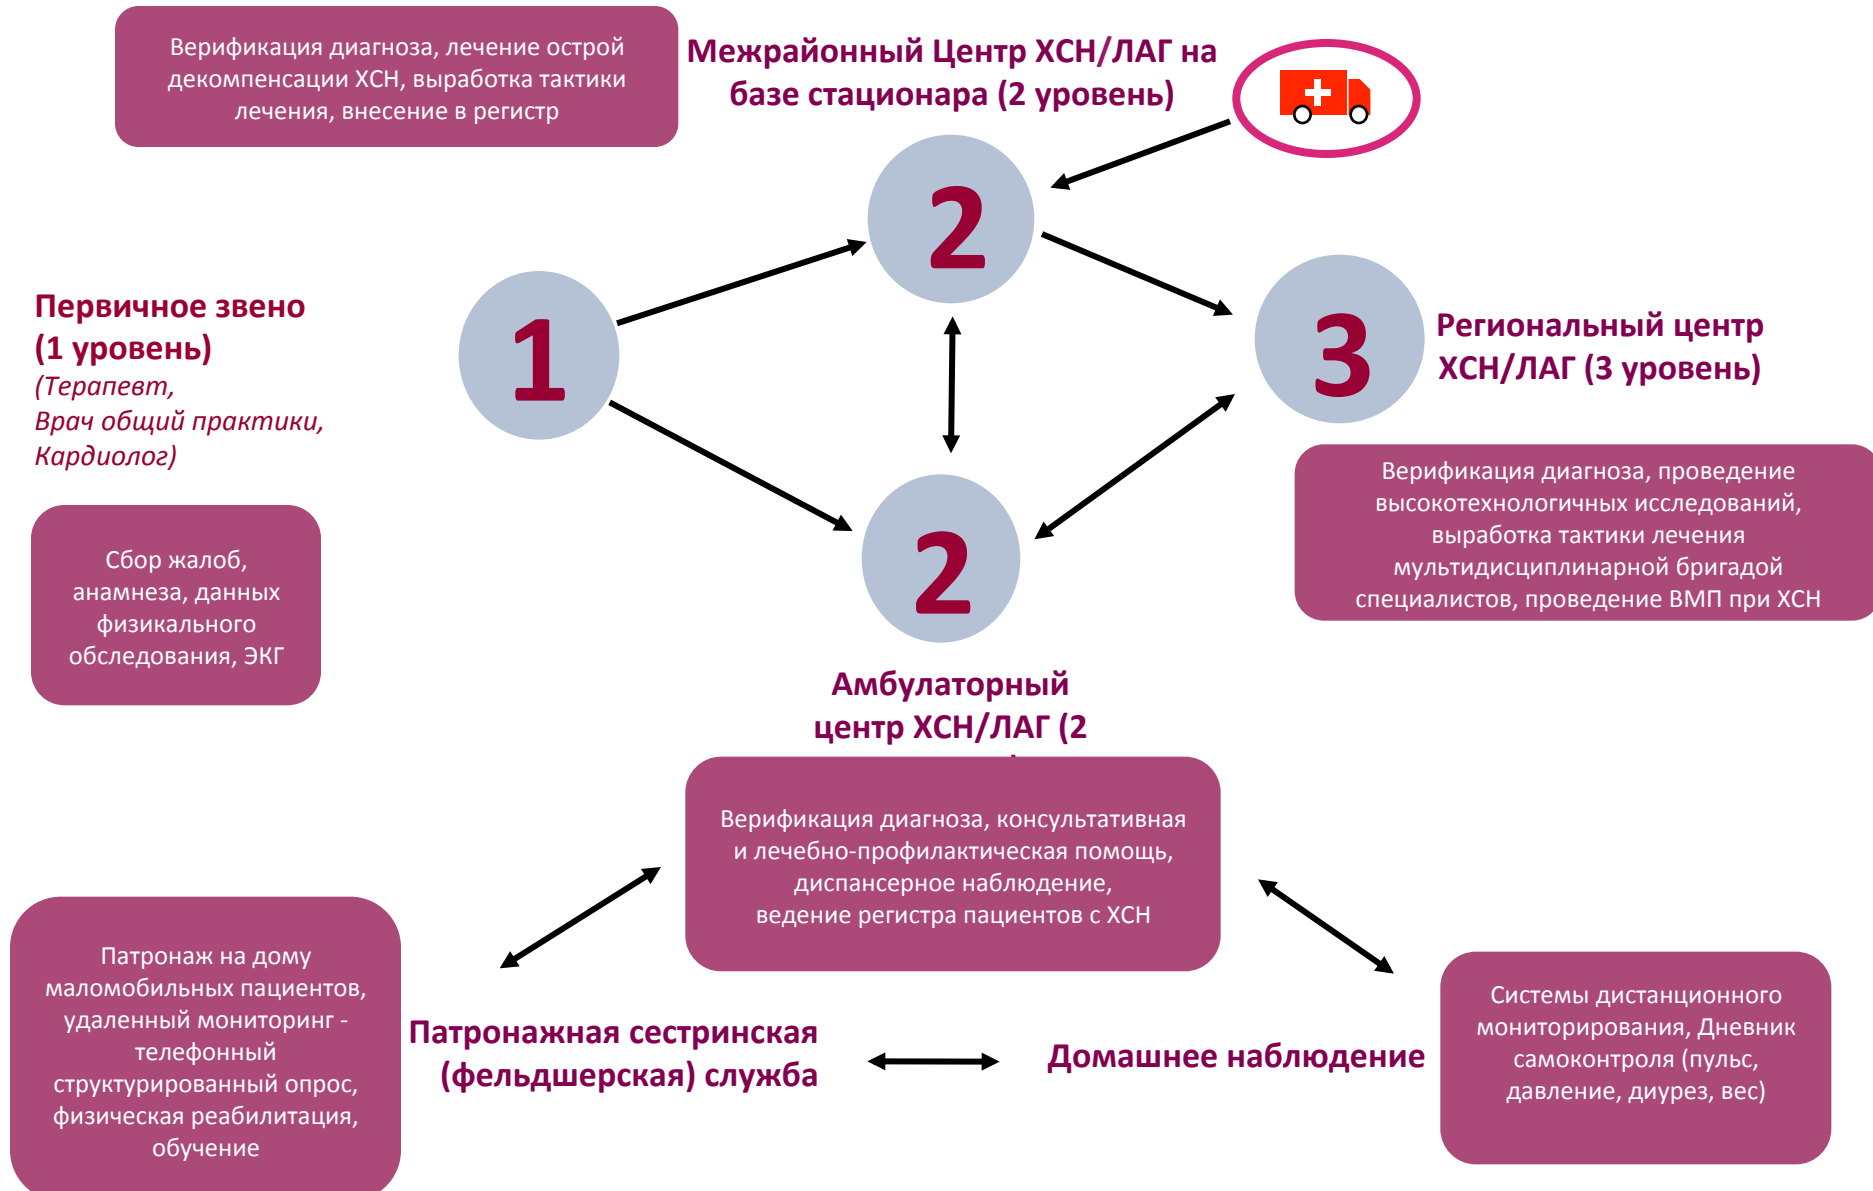 Верификация диагноза, лечение острой
декомпенсации ХСН, выработка тактики
лечения, внесение в регистр
Межрайонный Центр ХСН/ЛАГ на
базе стационара (2 уровень)
2
1
3
2
Первичное звено
(1 уровень)
(Терапевт,
Врач общий практики,
Кардиолог)
Региональный центр
ХСН/ЛАГ (3 уровень)
Сбор жалоб,
анамнеза, данных
физикального
обследования, ЭКГ
Верификация диагноза, проведение
высокотехнологичных исследований,
выработка тактики лечения
мультидисциплинарной бригадой
специалистов, проведение ВМП при ХСН
Амбулаторный
центр ХСН/ЛАГ (2
Верификация диагноза, консультативная
и лечебно-профилактическая помощь,
диспансерное наблюдение,
ведение регистра пациентов с ХСН
Патронаж на дому
маломобильных пациентов,
удаленный мониторинг -
телефонный
структурированный опрос,
физическая реабилитация,
обучение
Патронажная сестринская
(фельдшерская) служба
Домашнее наблюдение
Системы дистанционного
мониторирования, Дневник
самоконтроля (пульс,
давление, диурез, вес)